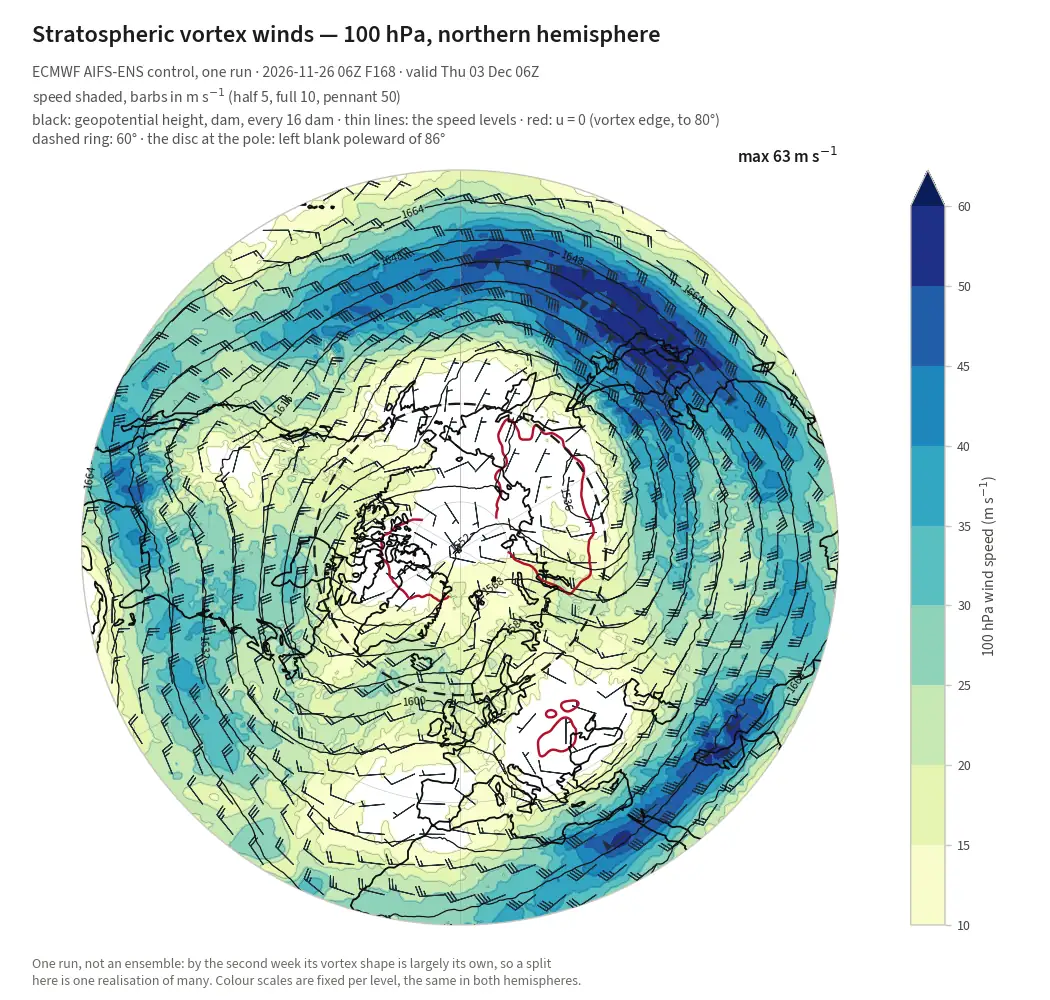 Stratospheric vortex winds — 100 hPa, northern hemisphere
ECMWF AIFS-ENS control, one run · 2026-11-26 06Z F168 · valid Thu 03 Dec 06Z
speed shaded, barbs in m s⁻¹ (half 5, full 10, pennant 50)
black: geopotential height, dam, every 16 dam · thin lines: the speed levels · red: u = 0 (vortex edge, to 80°)
dashed ring: 60° · the disc at the pole: left blank poleward of 86°
max 63 m s⁻¹
1664
1648
1648
1664
1616
1664
1536
1552
1568
1584
1632
1600
60
50
45
40
35
30
25
20
15
10
100 hPa wind speed (m s⁻¹)
One run, not an ensemble: by the second week its vortex shape is largely its own, so a split
here is one realisation of many. Colour scales are fixed per level, the same in both hemispheres.